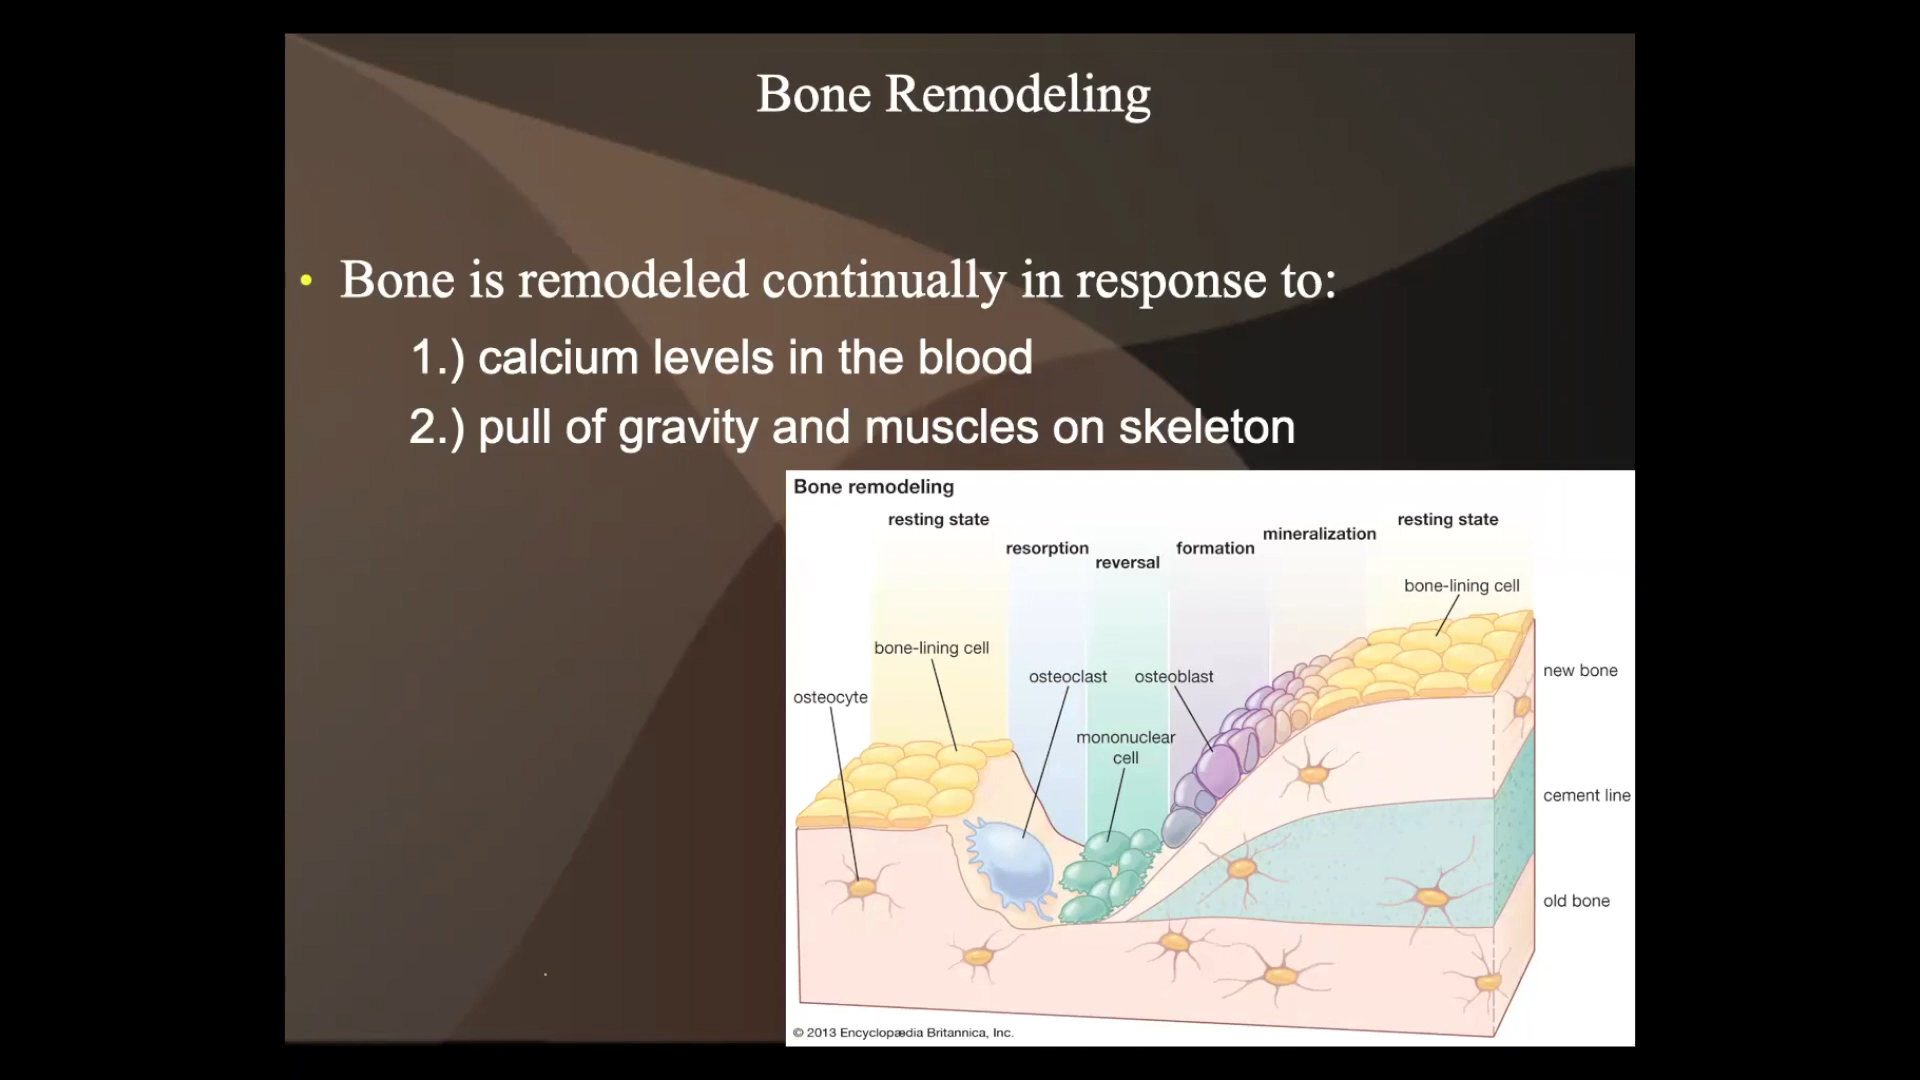 Bone Remodeling
• Bone is remodeled continually in response to:
1.) calcium levels in the blood
2.) pull of gravity and muscles on skeleton
Bone remodeling
resting state
resorption
reversal
formation
mineralization
resting state
bone-lining cell
bone-lining cell
osteocyte
osteoclast
osteoblast
mononuclear
cell
new bone
cement line
old bone
© 2013 Encyclopædia Britannica, Inc.